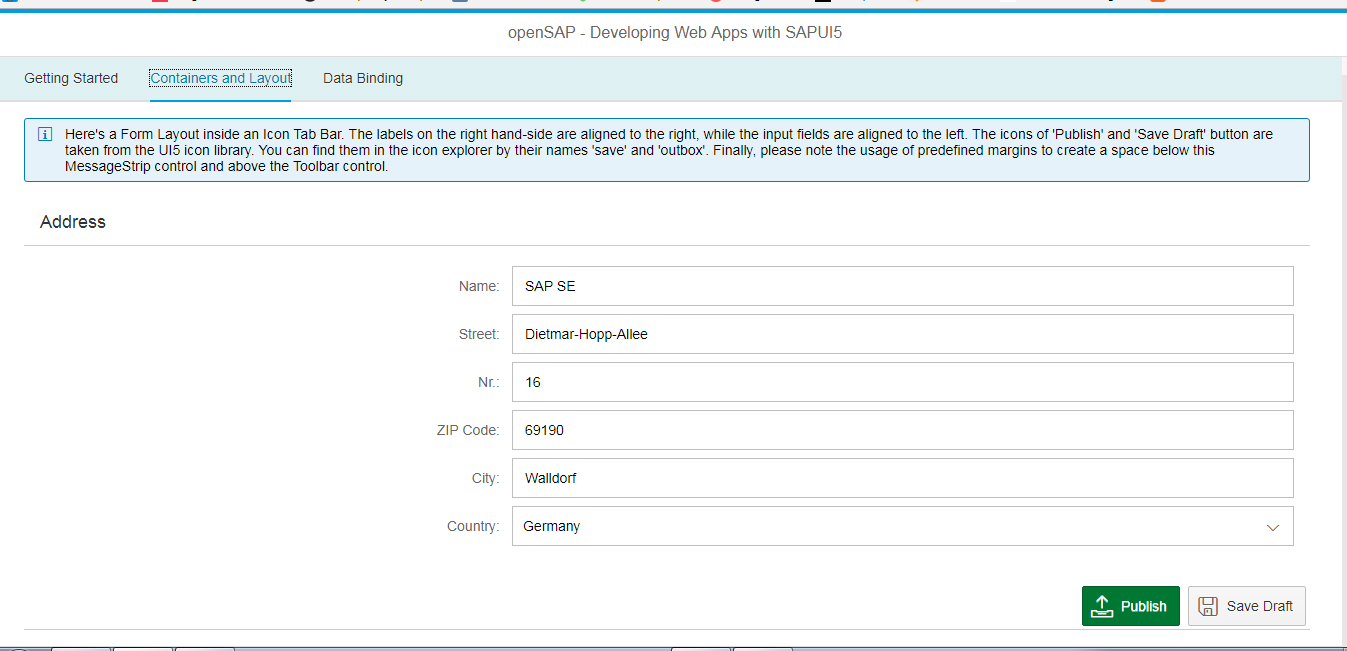 openSAP - Developing Web Apps with SAPUI5
Getting Started Containers and Layout Data Binding
Here's a Form Layout inside an Icon Tab Bar. The labels on the right hand-side are aligned to the right, while the input fields are aligned to the left. The icons of 'Publish' and 'Save Draft' button are
taken from the UI5 icon library. You can find them in the icon explorer by their names 'save' and 'outbox'. Finally, please note the usage of predefined margins to create a space below this
MessageStrip control and above the Toolbar control.
Address
Name: SAP SE
Street: Dietmar-Hopp-Allee
Nr.: 16
ZIP Code: 69190
City: Walldorf
Country: Germany
Publish Save Draft